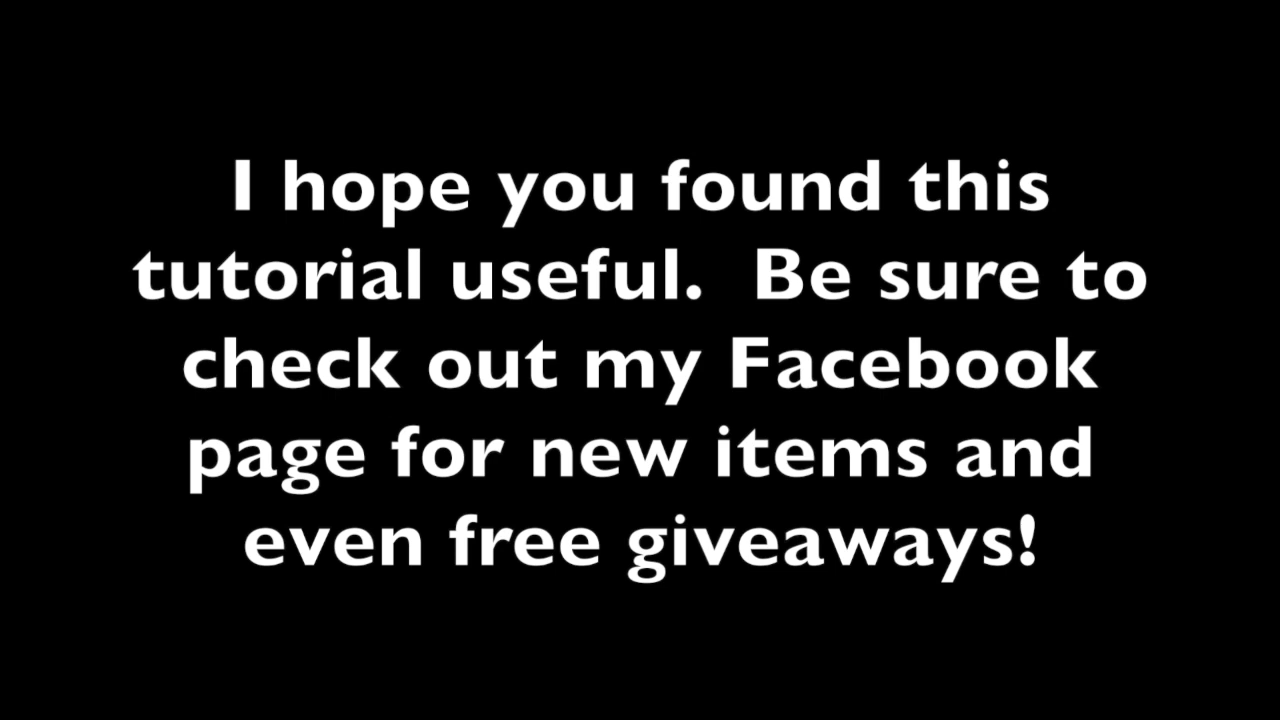 I hope you found this
tutorial useful.  Be sure to
check out my Facebook
page for new items and
even free giveaways!